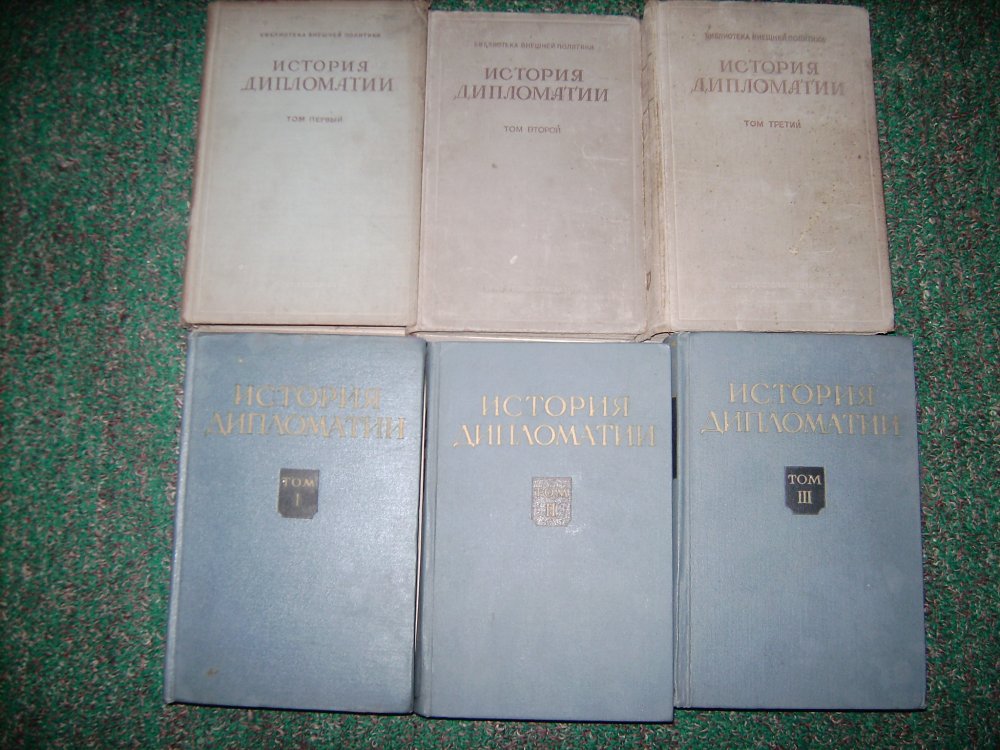 БИБЛИОТЕКА ВНЕШНЕЙ ПОЛИТИКИ
ИСТОРИЯ
ДИПЛОМАТИИ
ТОМ ПЕРВЫЙ
БИБЛИОТЕКА ВНЕШНЕЙ ПОЛИТИКИ
ИСТОРИЯ
ДИПЛОМАТИИ
ТОМ ВТОРОЙ
БИБЛИОТЕКА ВНЕШНЕЙ ПОЛИТИКИ
ИСТОРИЯ
ДИПЛОМАТИИ
ТОМ ТРЕТИЙ
ИСТОРИЯ
ДИПЛОМАТИИ
ТОМ
I
ИСТОРИЯ
ДИПЛОМАТИИ
ТОМ
II
ИСТОРИЯ
ДИПЛОМАТИИ
ТОМ
III